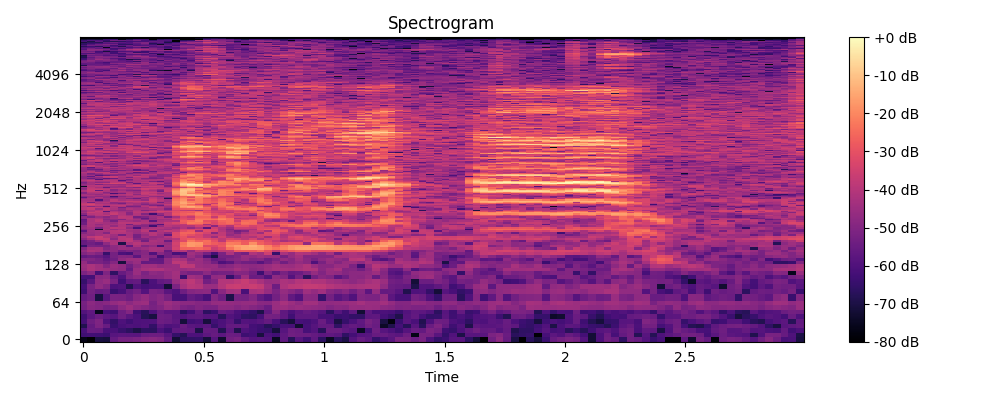 Spectrogram
+0 dB
4096
-10 dB
2048
-20 dB
1024
-30 dB
Hz
512
-40 dB
256
-50 dB
128
-60 dB
64
-70 dB
0
-80 dB
0 0.5 1 1.5 2 2.5
Time